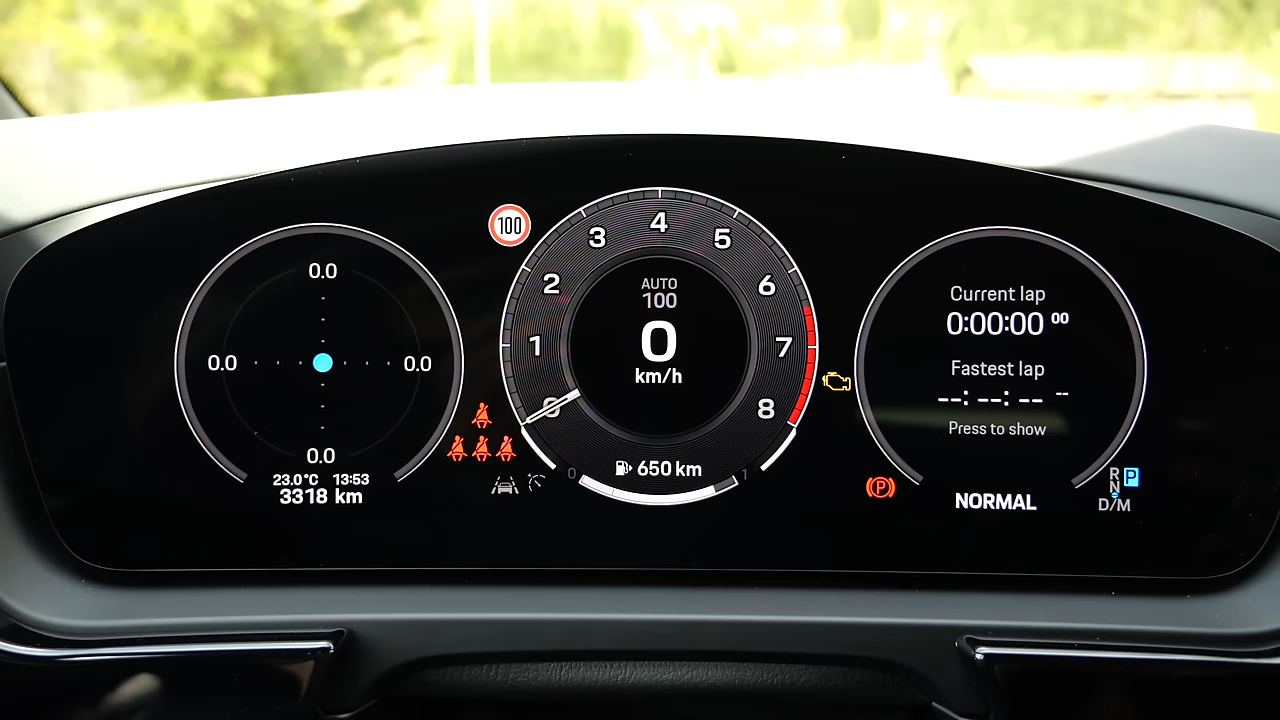 0.0
0.0
0.0
0.0
23.0°C 13:53
3318 km
100
0
1
2
3
4
5
6
7
8
AUTO
100
0
km/h
0
650 km
1
Current lap
0:00:00 00
Fastest lap
--:--:-- --
Press to show
P
NORMAL
R P
N
D/M